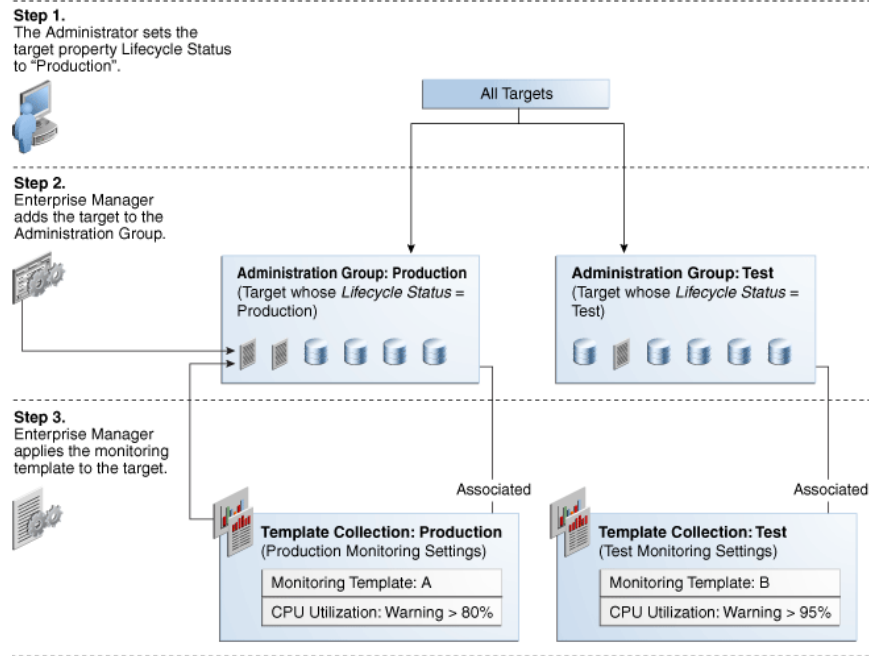 Step 1.
The Administrator sets the
target property Lifecycle Status
to “Production”.
All Targets
Step 2.
Enterprise Manager
adds the target to the
Administration Group.
Administration Group: Production
(Target whose Lifecycle Status =
Production)
Administration Group: Test
(Target whose Lifecycle Status =
Test)
Step 3.
Enterprise Manager
applies the monitoring
template to the target.
Associated
Associated
Template Collection: Production
(Production Monitoring Settings)
Monitoring Template: A
CPU Utilization: Warning > 80%
Template Collection: Test
(Test Monitoring Settings)
Monitoring Template: B
CPU Utilization: Warning > 95%